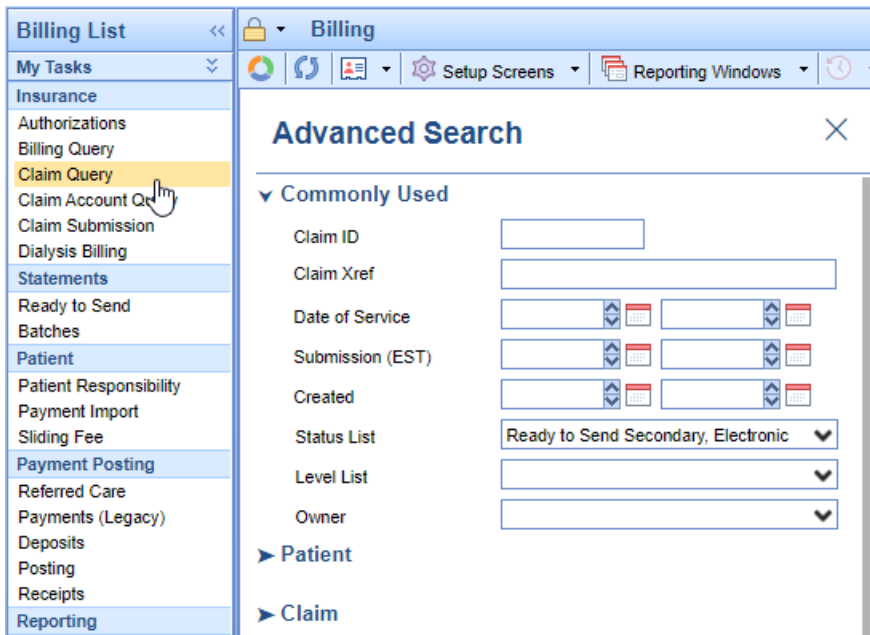 Billing List
My Tasks
Insurance
Authorizations
Billing Query
Claim Query
Claim Account Query
Claim Submission
Dialysis Billing
Statements
Ready to Send
Batches
Patient
Patient Responsibility
Payment Import
Sliding Fee
Payment Posting
Referred Care
Payments (Legacy)
Deposits
Posting
Receipts
Reporting
Billing
Setup Screens
Reporting Windows
Advanced Search
Commonly Used
Claim ID
Claim Xref
Date of Service
Submission (EST)
Created
Status List Ready to Send Secondary, Electronic
Level List
Owner
Patient
Claim